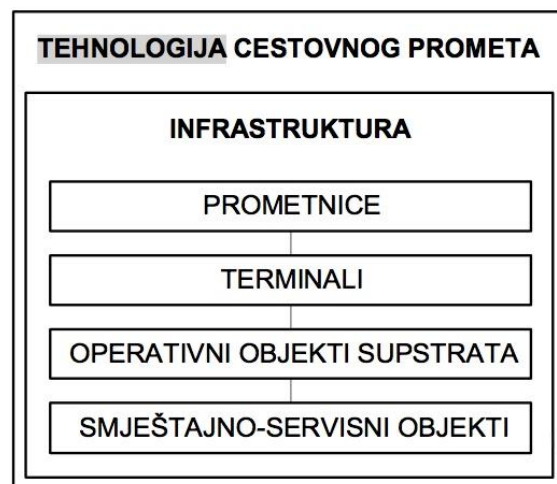 TEHNOLOGIJA CESTOVNOG PROMETA
INFRASTRUKTURA
PROMETNICE
TERMINALI
OPERATIVNI OBJEKTI SUPSTRATA
SMJEŠTAJNO-SERVISNI OBJEKTI